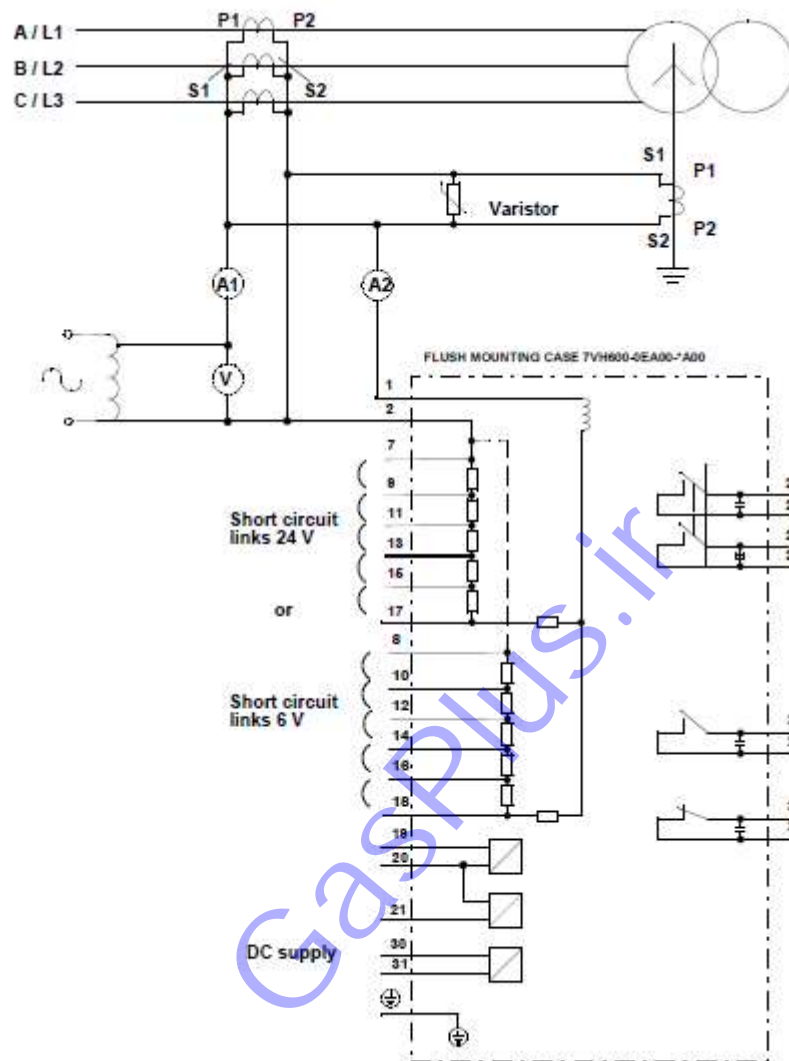 P1 P2
A / L1
B / L2
S1 S2
C / L3
S1
P1
Varistor
P2
S2
A1
A2
FLUSH MOUNTING CASE 7VH600-0EA00-*A00
V
1
2
7
9
11
Short circuit
links 24 V
13
15
or
17
8
10
Short circuit
links 6 V
12
14
16
18
19
20
21
DC supply
30
31
GasPlus.ir